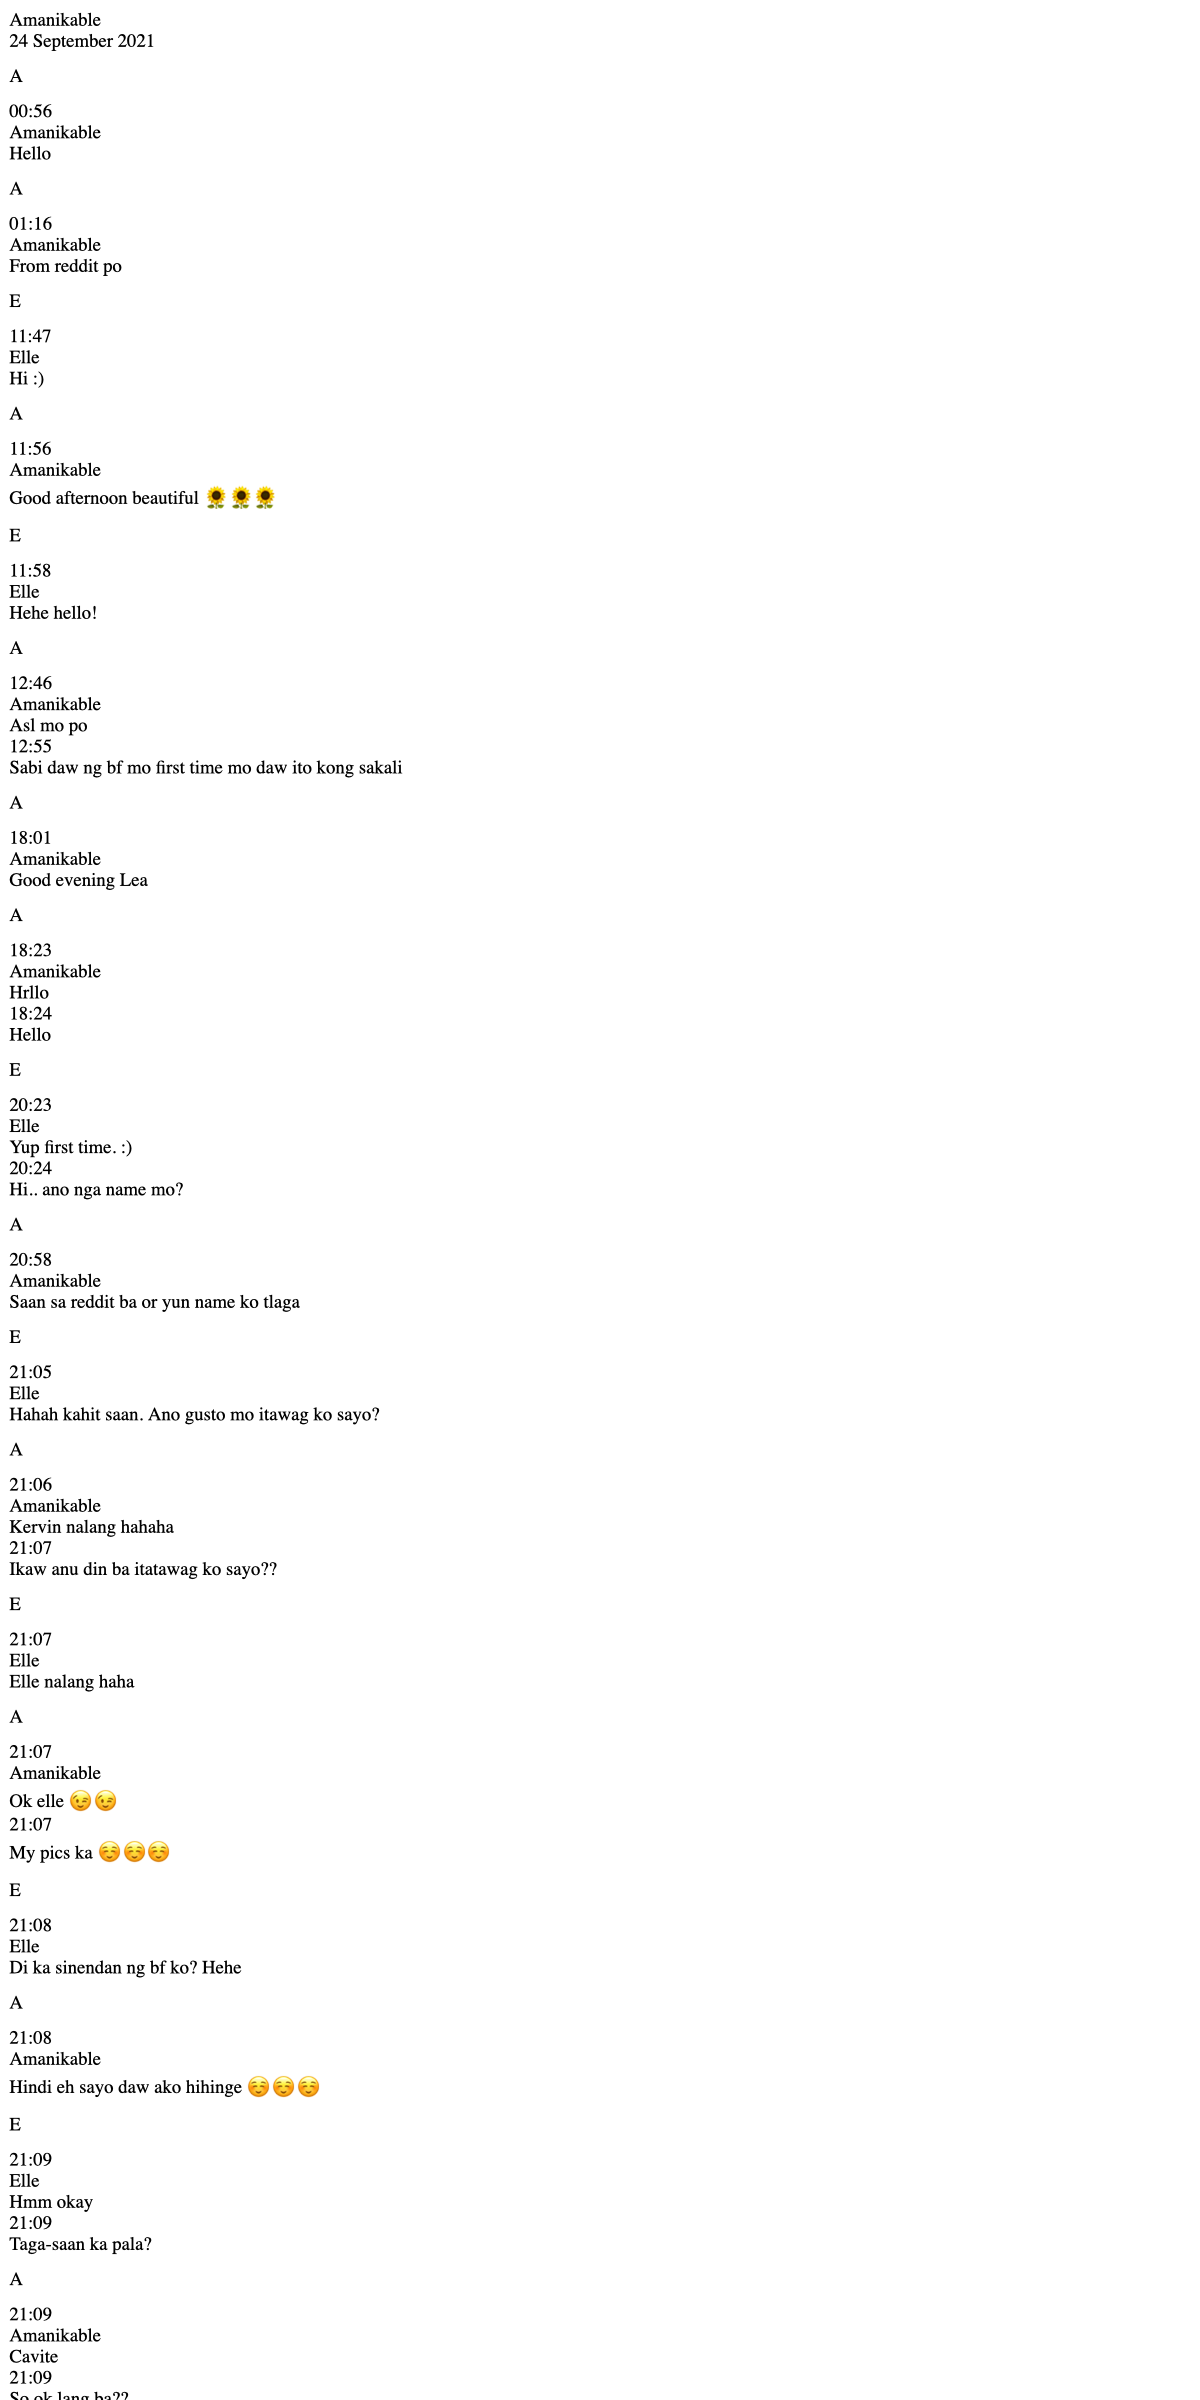 Amanikable
24 September 2021
A
00:56
Amanikable
Hello
A
01:16
Amanikable
From reddit po
E
11:47
Elle
Hi :)
A
11:56
Amanikable
Good afternoon beautiful 🌻🌻🌻
E
11:58
Elle
Hehe hello!
A
12:46
Amanikable
Asl mo po
12:55
Sabi daw ng bf mo first time mo daw ito kong sakali
A
18:01
Amanikable
Good evening Lea
A
18:23
Amanikable
Hrllo
18:24
Hello
E
20:23
Elle
Yup first time. :)
20:24
Hi.. ano nga name mo?
A
20:58
Amanikable
Saan sa reddit ba or yun name ko tlaga
E
21:05
Elle
Hahah kahit saan. Ano gusto mo itawag ko sayo?
A
21:06
Amanikable
Kervin nalang hahaha
21:07
Ikaw anu din ba itatawag ko sayo??
E
21:07
Elle
Elle nalang haha
A
21:07
Amanikable
Ok elle 😉😉
21:07
My pics ka ☺️☺️☺️
E
21:08
Elle
Di ka sinendan ng bf ko? Hehe
A
21:08
Amanikable
Hindi eh sayo daw ako hihinge ☺️☺️☺️
E
21:09
Elle
Hmm okay
21:09
Taga-saan ka pala?
A
21:09
Amanikable
Cavite
21:09
So ok lang ba??